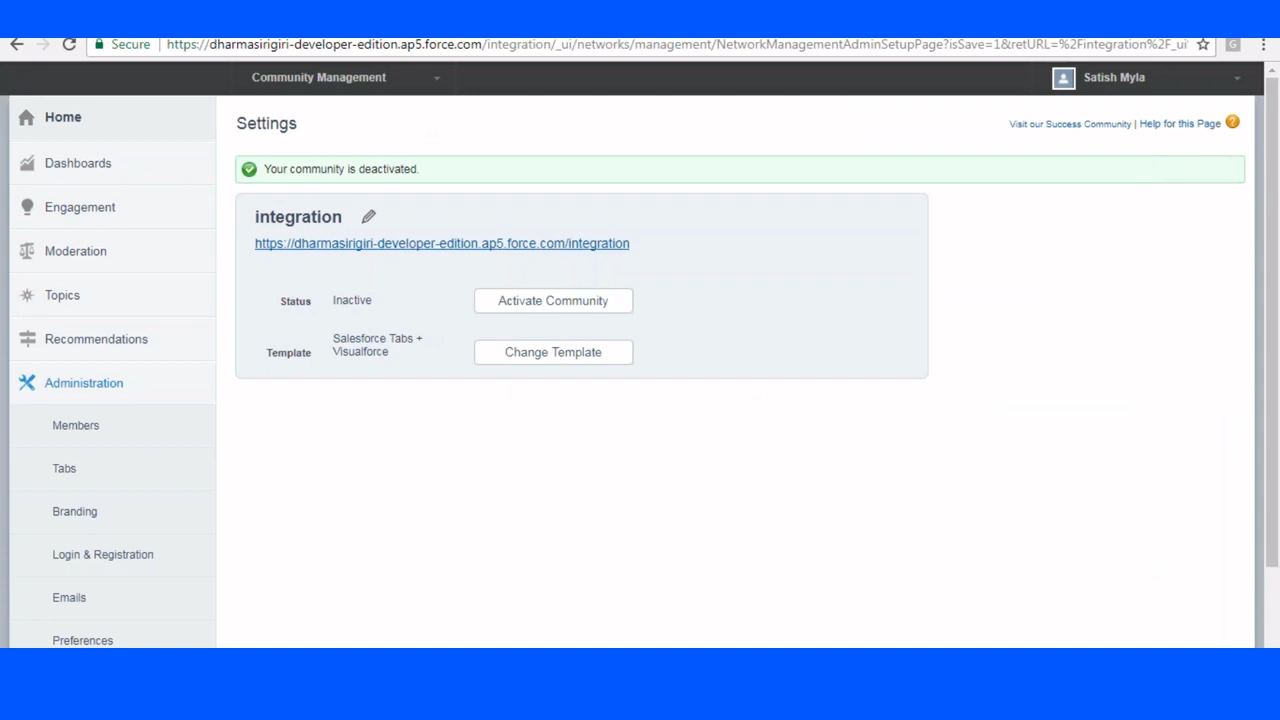 Secure https://dharmasirigiri-developer-edition.ap5.force.com/integration/_ui/networks/management/NetworkManagementAdminSetupPage?isSave=1&retURL=%2Fintegration%2F_ui
Community Management
Satish Myla
Home
Settings
Visit our Success Community | Help for this Page ?
Dashboards
Your community is deactivated.
Engagement
integration
https://dharmasirigiri-developer-edition.ap5.force.com/integration
Moderation
Topics
Status Inactive Activate Community
Recommendations
Template Salesforce Tabs +
Visualforce Change Template
Administration
Members
Tabs
Branding
Login & Registration
Emails
Preferences